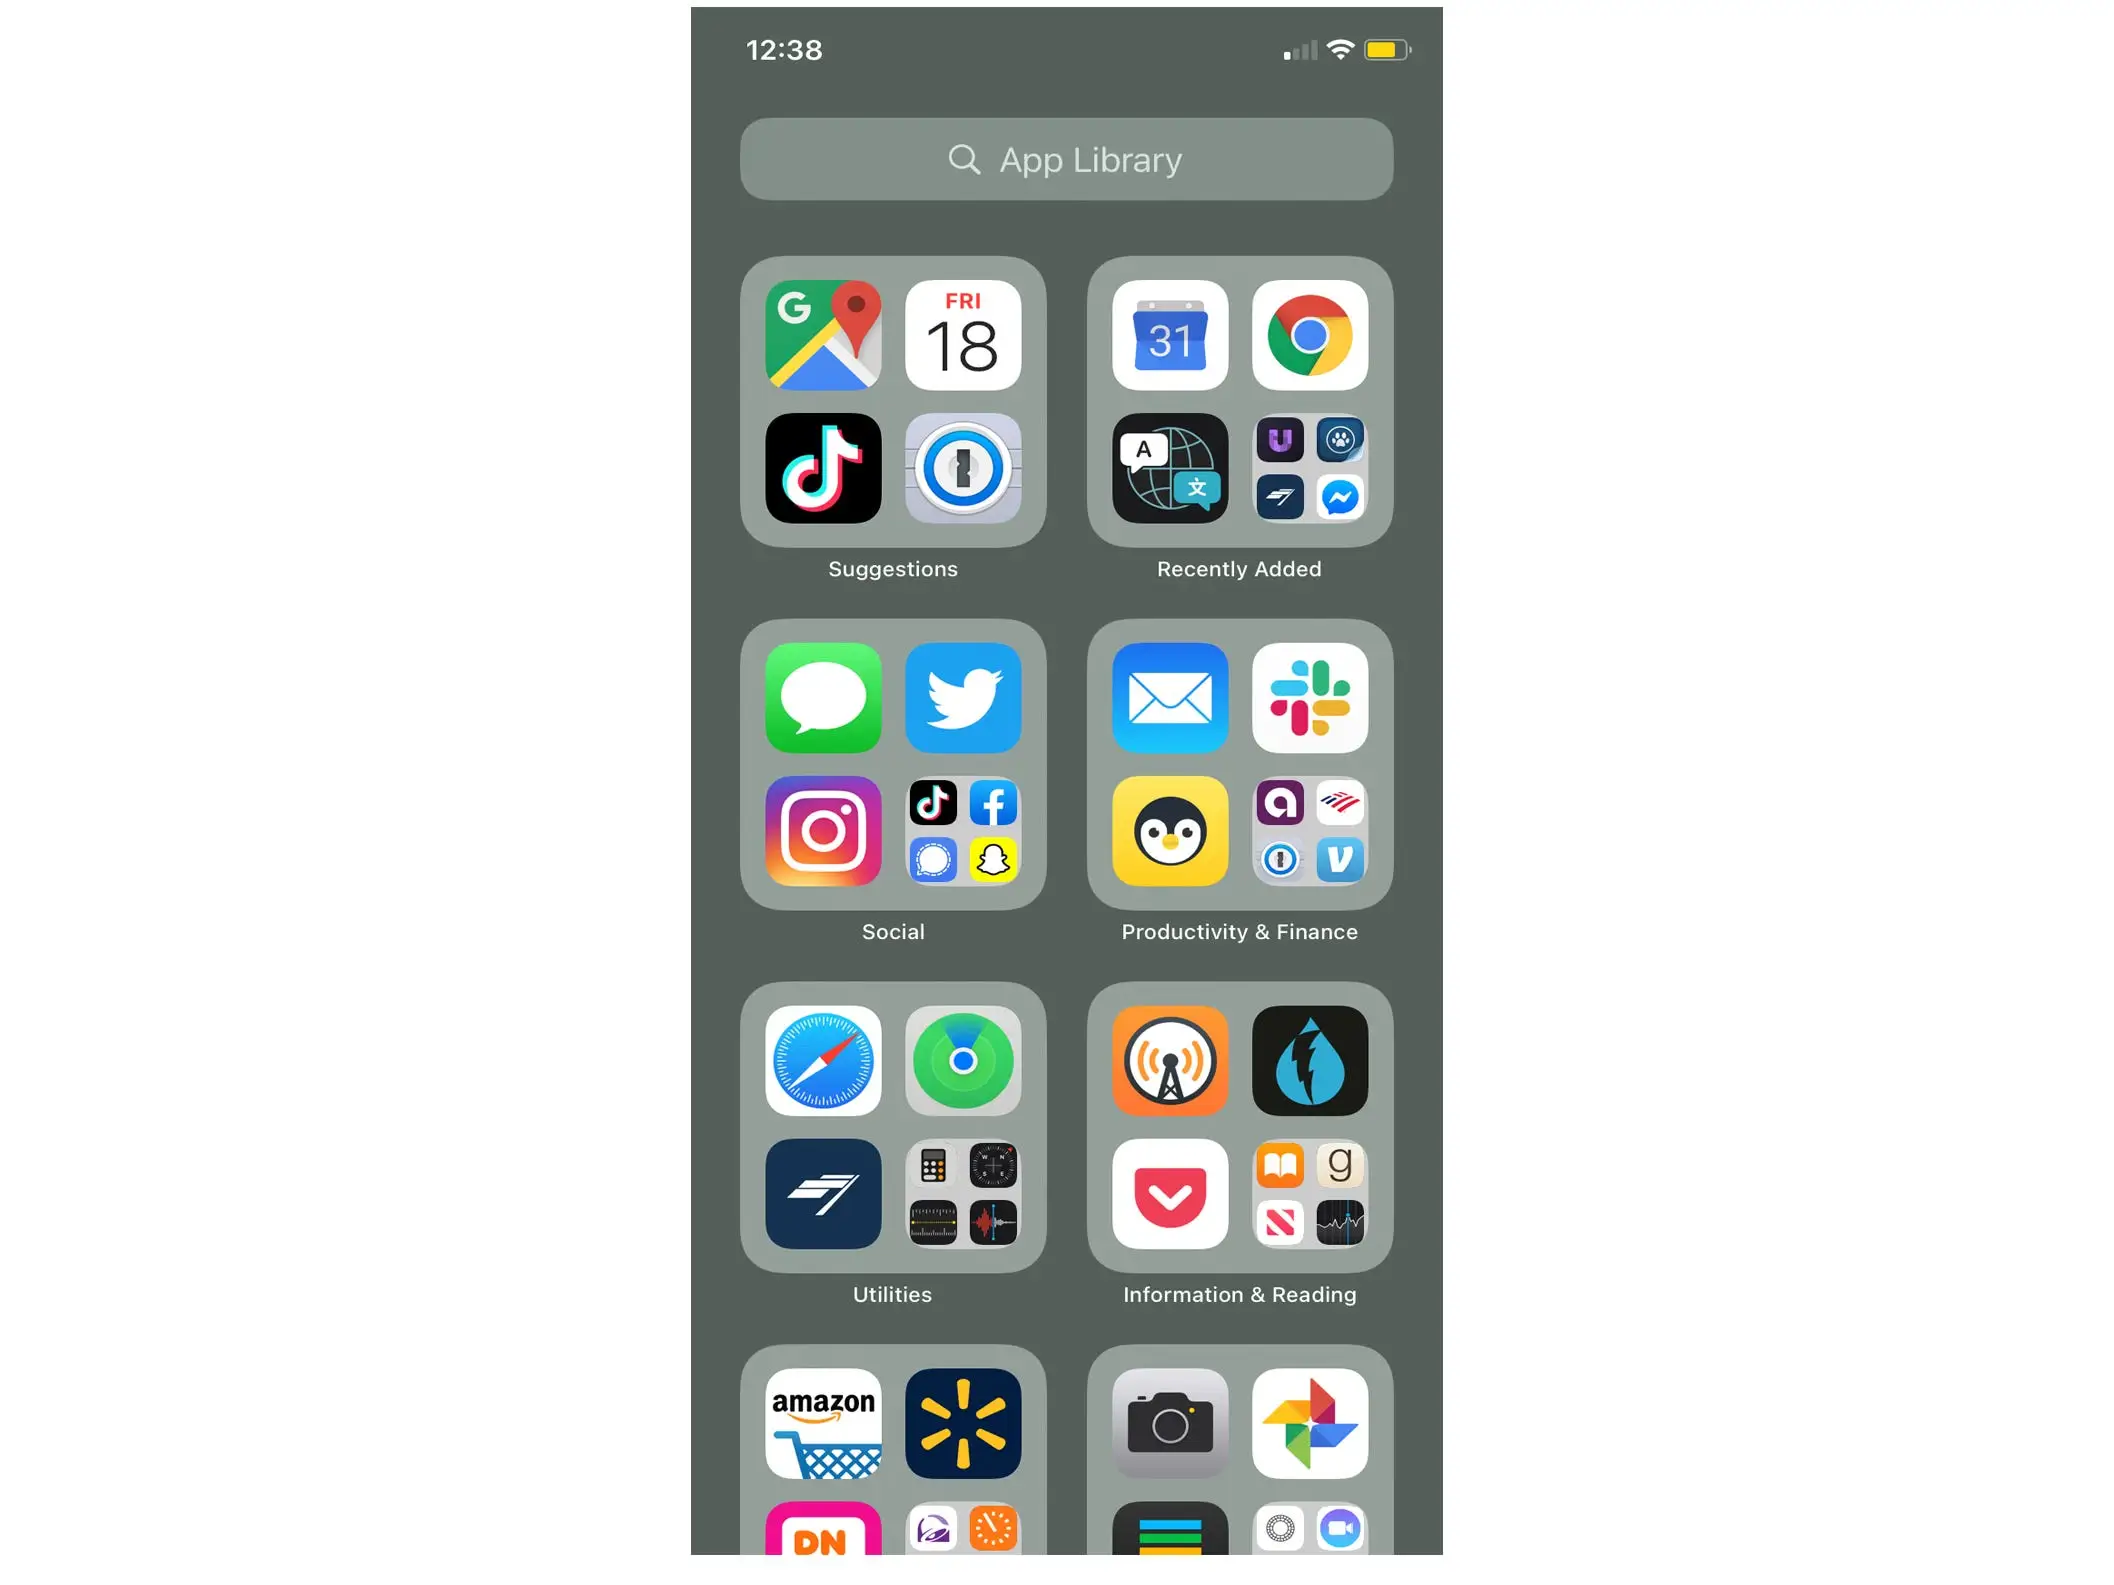 12:38
App Library
G
FRI
18
31
A
文
Suggestions
Recently Added
Social
Productivity & Finance
g
Utilities
Information & Reading
amazon
DN